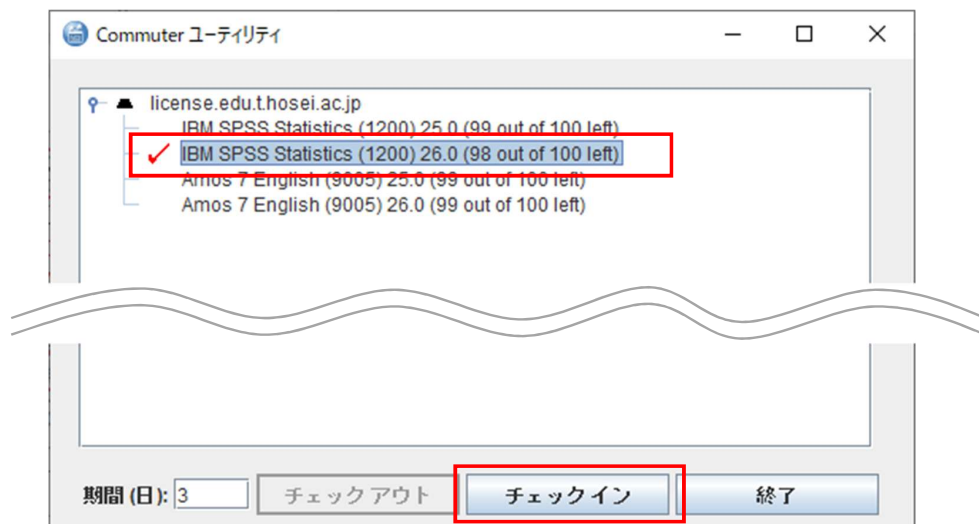 Commuter ユーティリティ
license.edu.t.hosei.ac.jp
IBM SPSS Statistics (1200) 25.0 (99 out of 100 left)
IBM SPSS Statistics (1200) 26.0 (98 out of 100 left)
Amos 7 English (9005) 25.0 (99 out of 100 left)
Amos 7 English (9005) 26.0 (99 out of 100 left)
期間 (日): 3 チェックアウト チェックイン 終了